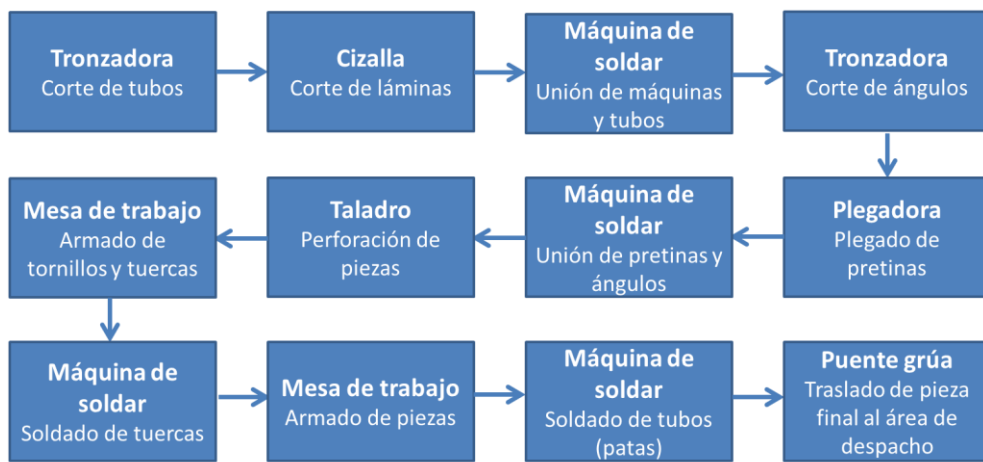 Tronzadora
Corte de tubos
Cizalla
Corte de láminas
Máquina de
soldar
Unión de máquinas
y tubos
Tronzadora
Corte de ángulos
Plegadora
Plegado de
pretinas
Máquina de
soldar
Unión de pretinas y
ángulos
Taladro
Perforación de
piezas
Mesa de trabajo
Armado de
tornillos y tuercas
Máquina de
soldar
Soldado de tuercas
Mesa de trabajo
Armado de piezas
Máquina de
soldar
Soldado de tubos
(patas)
Puente grúa
Traslado de pieza
final al área de
despacho